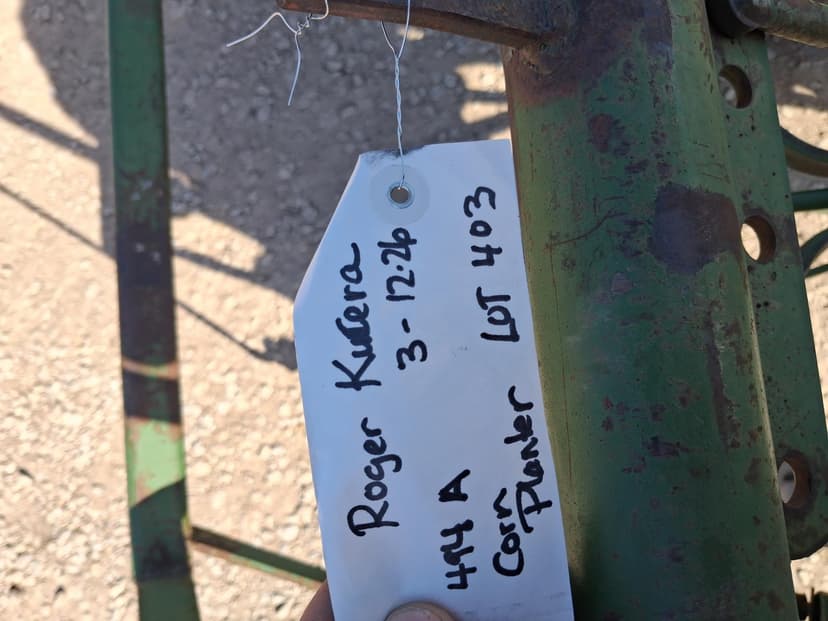 Roger Kucera
3-12-26
494 A LOT 403
Corn
Planter